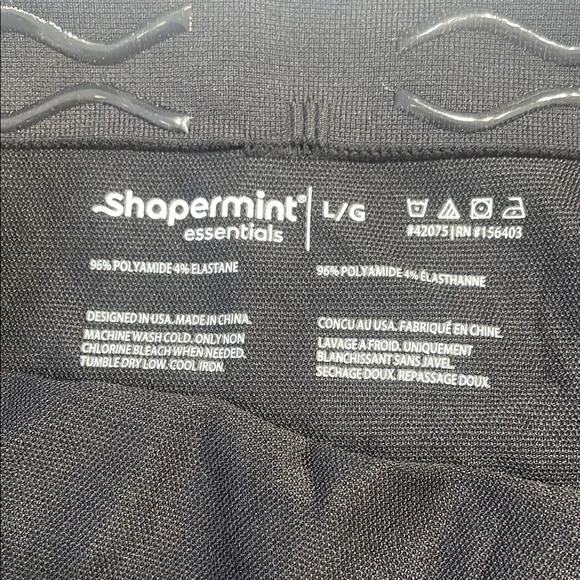 Shapermint®
essentials
L/G
#42075 | RN #156403
96% POLYAMIDE 4% ELASTANE
DESIGNED IN USA. MADE IN CHINA.
MACHINE WASH COLD. ONLY NON
CHLORINE BLEACH WHEN NEEDED.
TUMBLE DRY LOW. COOL IRON.
96% POLYAMIDE 4% ÉLASTHANNE
CONCU AU USA. FABRIQUÉ EN CHINE.
LAVAGE A FROID. UNIQUEMENT
BLANCHISSANT SANS JAVEL.
SECHAGE DOUX. REPASSAGE DOUX.